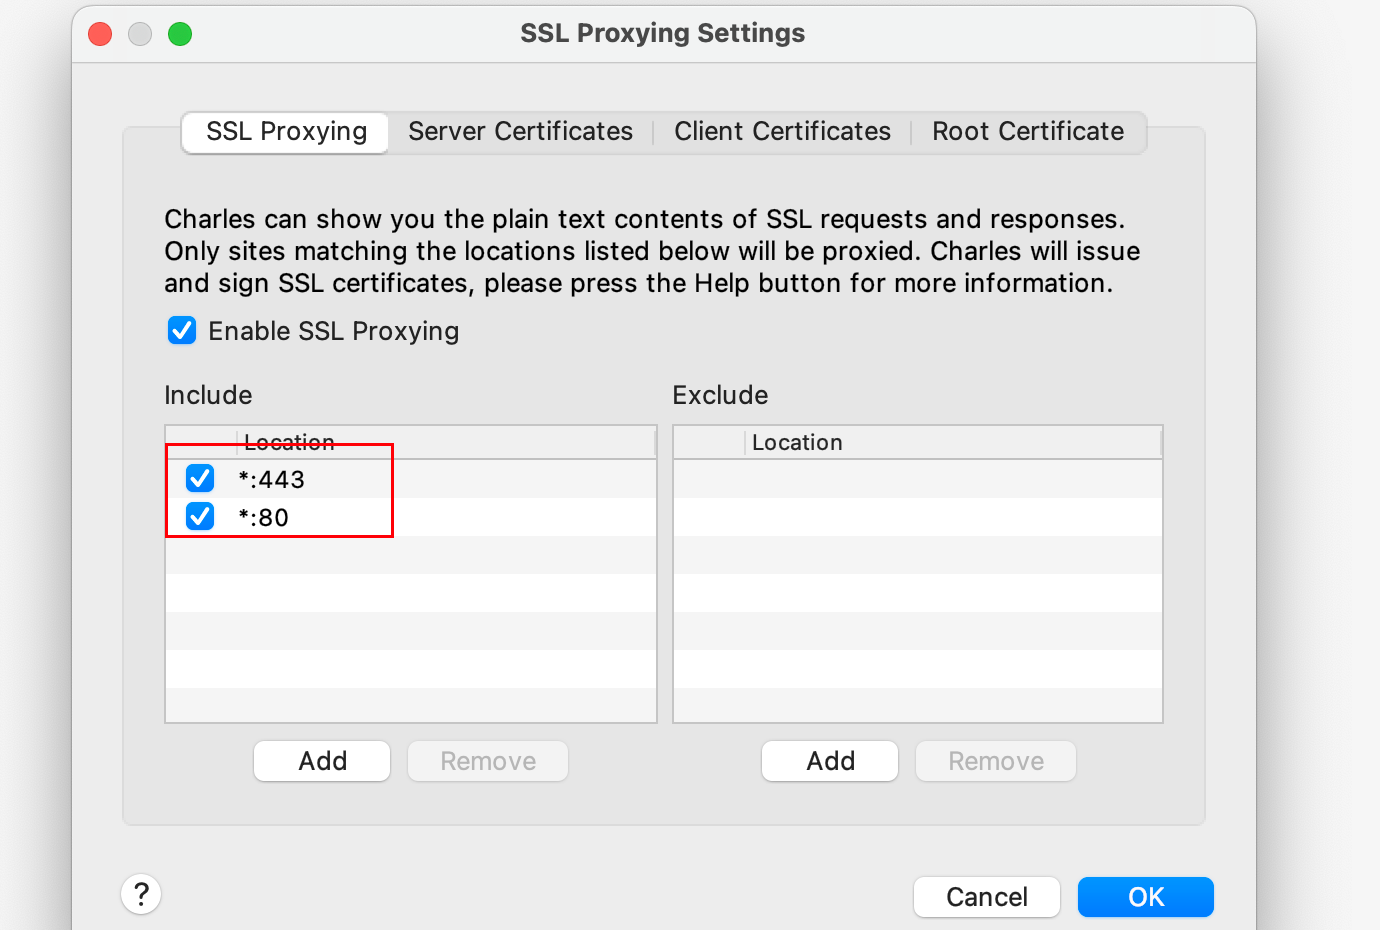 SSL Proxying Settings
SSL Proxying Server Certificates Client Certificates Root Certificate
Charles can show you the plain text contents of SSL requests and responses.
Only sites matching the locations listed below will be proxied. Charles will issue
and sign SSL certificates, please press the Help button for more information.
Enable SSL Proxying
Include Exclude
Location Location
*:443
*:80
Add Remove Add Remove
? Cancel OK